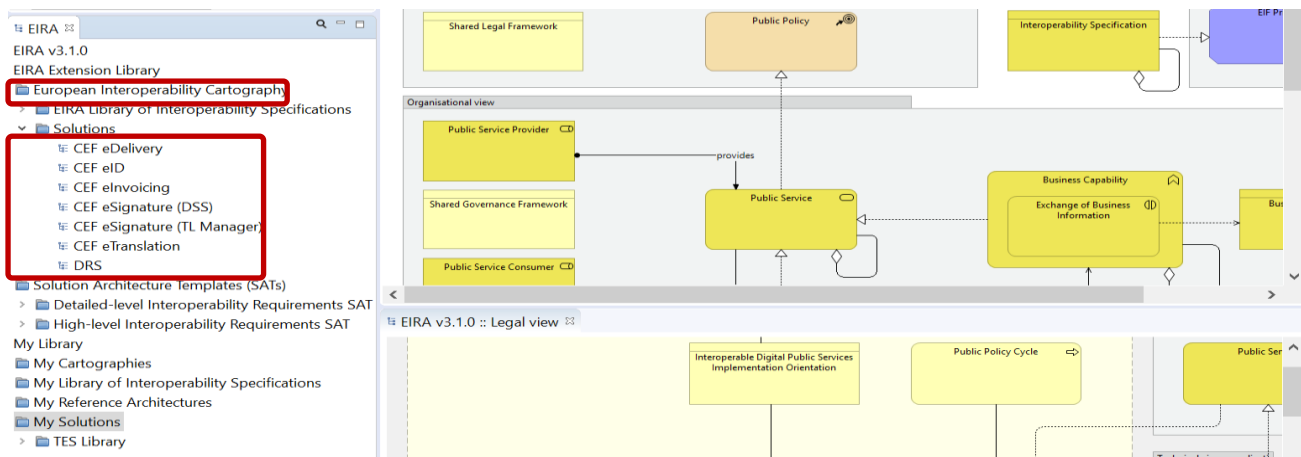 EIRA
EIRA v3.1.0
EIRA Extension Library
European Interoperability Cartography
EIRA Library of Interoperability Specifications
Solutions
CEF eDelivery
CEF eID
CEF eInvoicing
CEF eSignature (DSS)
CEF eSignature (TL Manager)
CEF eTranslation
DRS
Solution Architecture Templates (SATs)
Detailed-level Interoperability Requirements SAT
High-level Interoperability Requirements SAT
My Library
My Cartographies
My Library of Interoperability Specifications
My Reference Architectures
My Solutions
TES Library
Shared Legal Framework
Public Policy
Interoperability Specification
EIF Pr
Organisational view
Public Service Provider
provides
Shared Governance Framework
Public Service
Business Capability
Exchange of Business
Information
Bus
Public Service Consumer
EIRA v3.1.0 :: Legal view
Interoperable Digital Public Services
Implementation Orientation
Public Policy Cycle
Public Ser